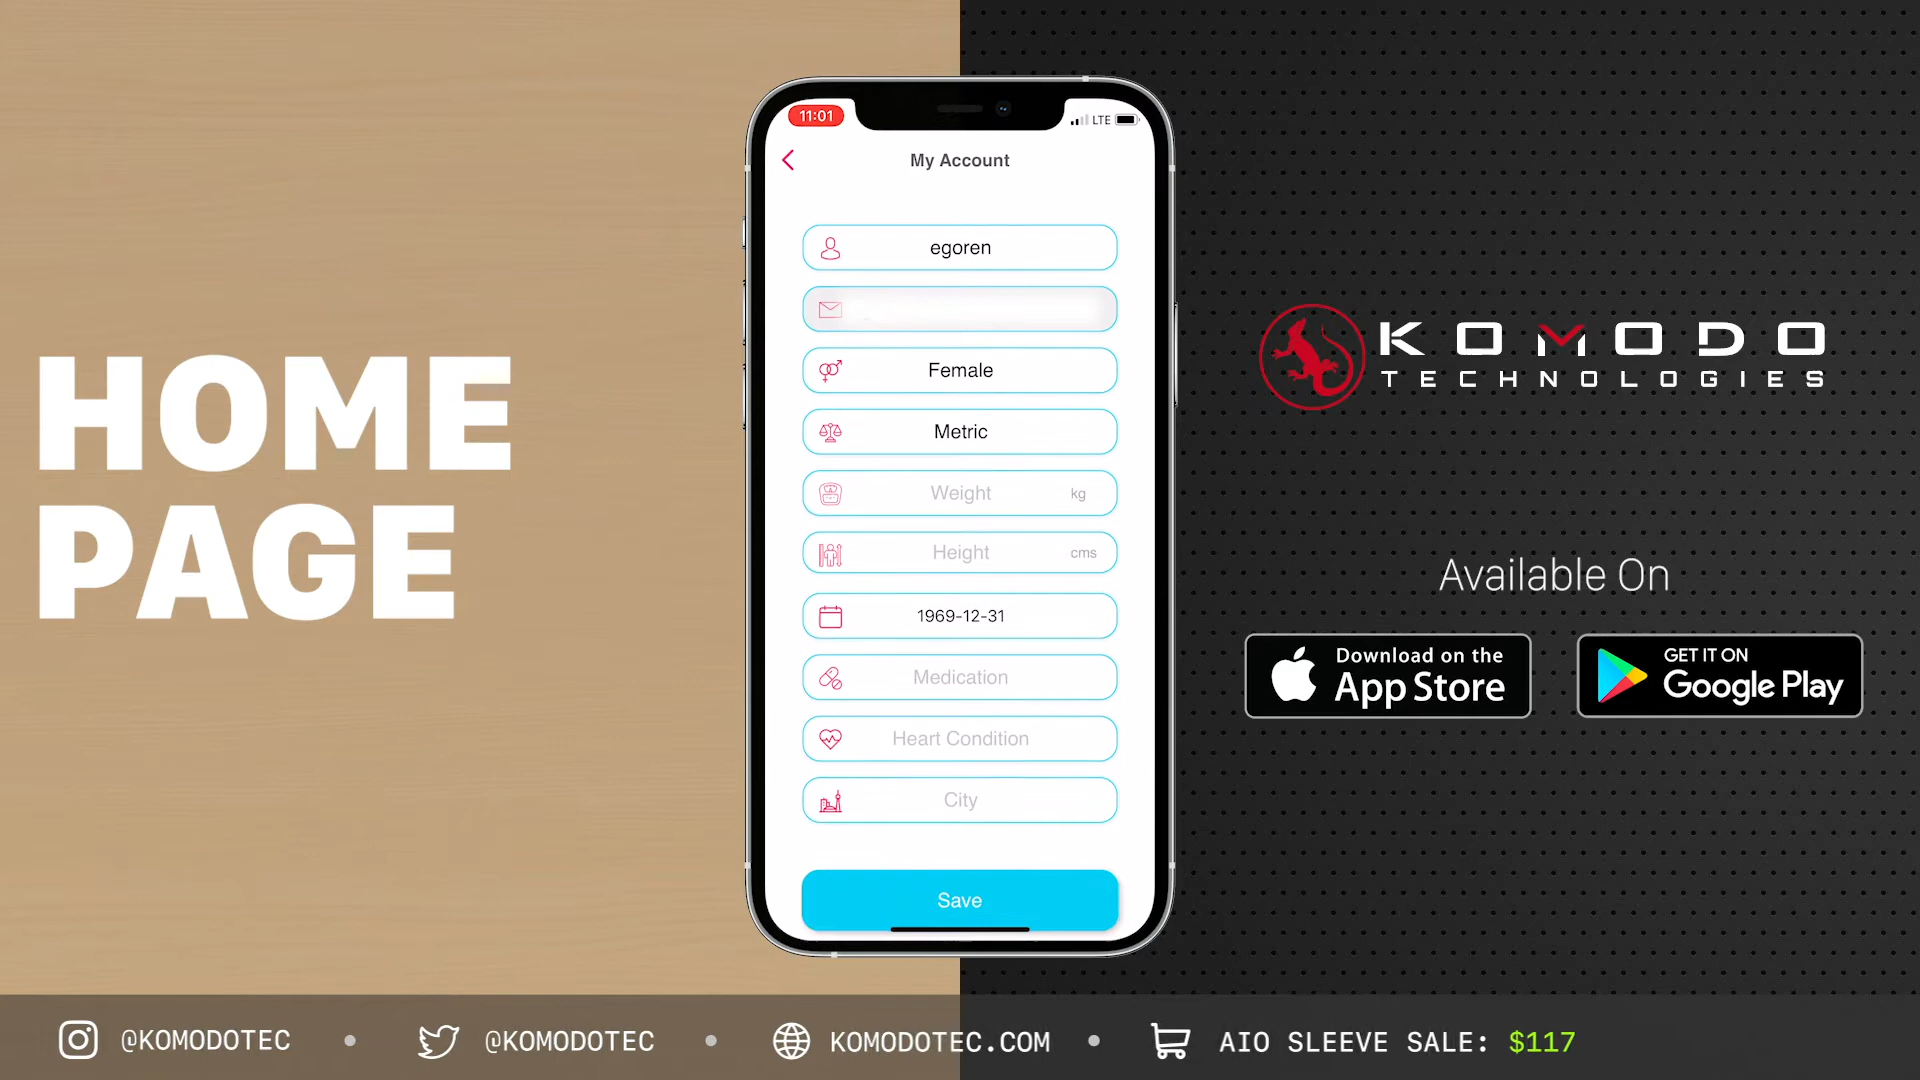 HOME
PAGE
11:01
LTE
My Account
egoren
Female
Metric
Weight kg
Height cms
1969-12-31
Medication
Heart Condition
City
Save
KOMODO
TECHNOLOGIES
Available On
Download on the
App Store
GET IT ON
Google Play
@KOMODOTEC • @KOMODOTEC • KOMODOTEC.COM • AIO SLEEVE SALE: $117